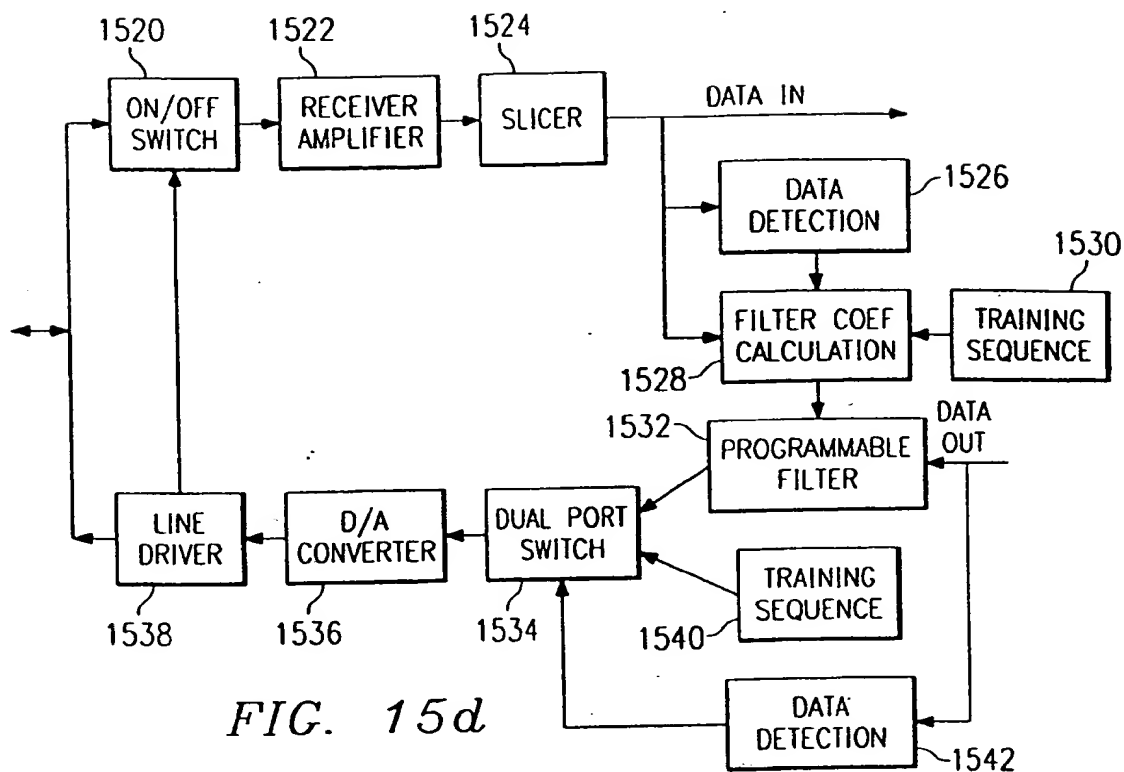 1520
1522
1524
ON/OFF
SWITCH
RECEIVER
AMPLIFIER
SLICER
DATA IN
DATA
DETECTION
1526
1530
FILTER COEF
CALCULATION
1528
TRAINING
SEQUENCE
1532
PROGRAMMABLE
FILTER
DATA
OUT
LINE
DRIVER
D/A
CONVERTER
DUAL PORT
SWITCH
1538
1536
1534
TRAINING
SEQUENCE
1540
DATA
DETECTION
1542
FIG. 15d